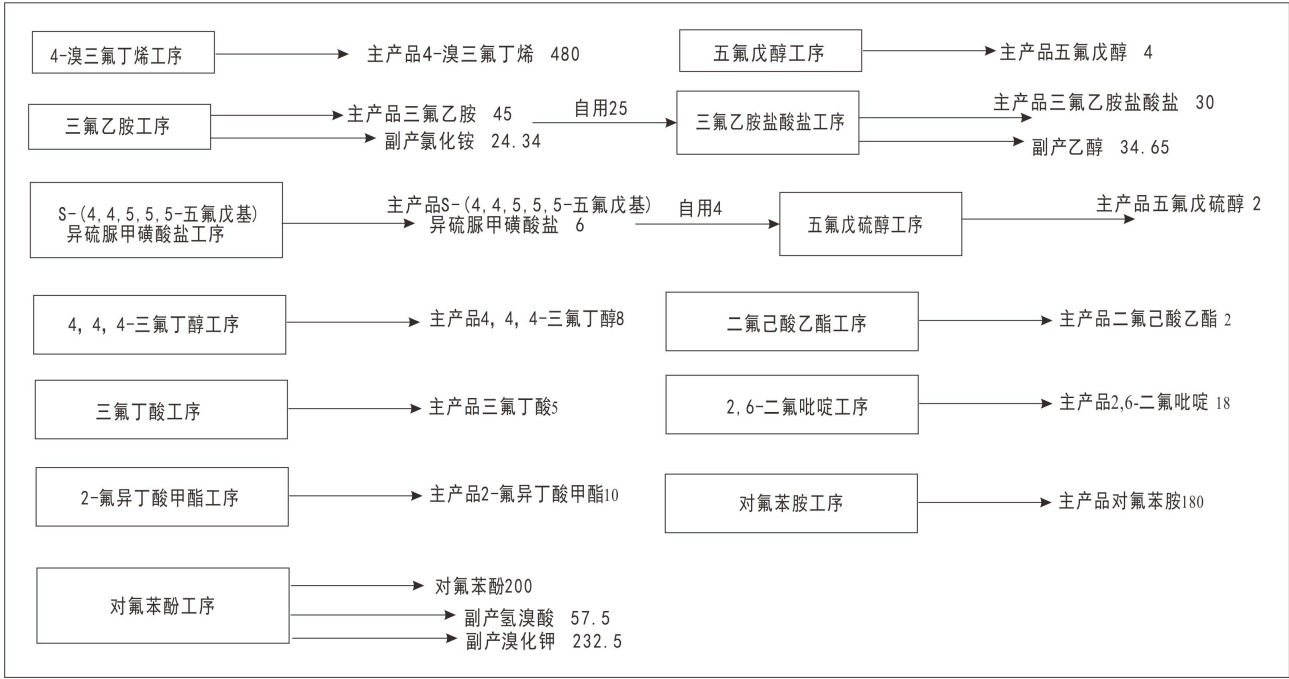 4-溴三氟丁烯工序
主产品4-溴三氟丁烯 480
五氟戊醇工序
主产品五氟戊醇 4
三氟乙胺工序
主产品三氟乙胺 45
副产氯化铵 24.34
自用25
三氟乙胺盐酸盐工序
主产品三氟乙胺盐酸盐 30
副产乙醇 34.65
S-(4,4,5,5,5-五氟戊基)
异硫脲甲磺酸盐工序
主产品S-(4,4,5,5,5-五氟戊基)
异硫脲甲磺酸盐 6
自用4
五氟戊硫醇工序
主产品五氟戊硫醇 2
4, 4, 4-三氟丁醇工序
主产品4, 4, 4-三氟丁醇8
二氟己酸乙酯工序
主产品二氟己酸乙酯 2
三氟丁酸工序
主产品三氟丁酸5
2,6-二氟吡啶工序
主产品2,6-二氟吡啶 18
2-氟异丁酸甲酯工序
主产品2-氟异丁酸甲酯10
对氟苯胺工序
主产品对氟苯胺180
对氟苯酚工序
对氟苯酚200
副产氢溴酸 57.5
副产溴化钾 232.5